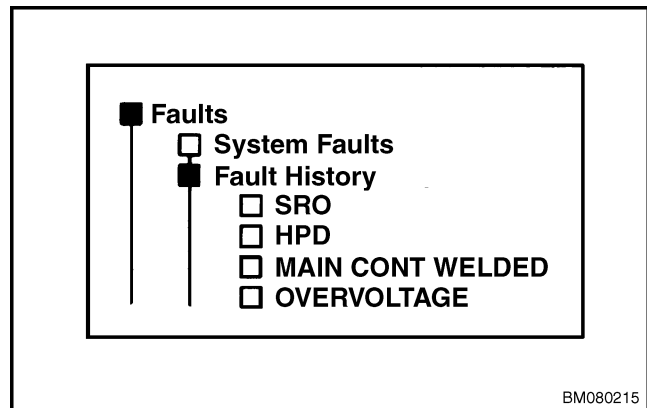 Faults
System Faults
Fault History
SRO
HPD
MAIN CONT WELDED
OVERVOLTAGE
BM080215